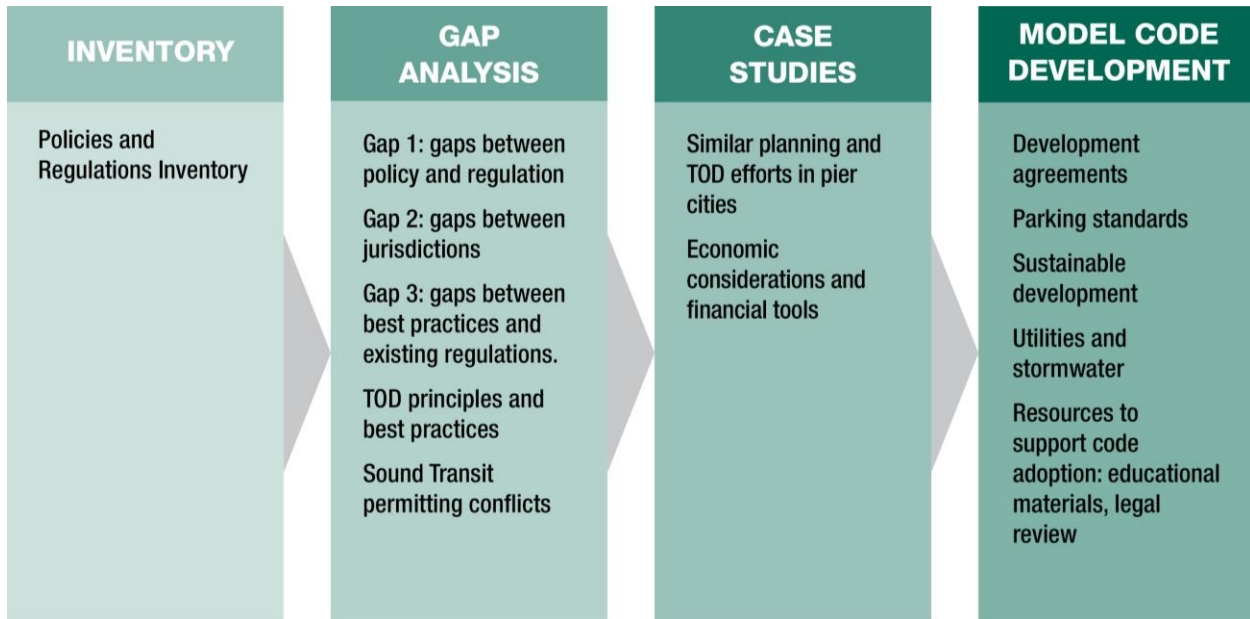 INVENTORY
Policies and
Regulations Inventory
GAP
ANALYSIS
Gap 1: gaps between
policy and regulation
Gap 2: gaps between
jurisdictions
Gap 3: gaps between
best practices and
existing regulations.
TOD principles and
best practices
Sound Transit
permitting conflicts
CASE
STUDIES
Similar planning and
TOD efforts in pier
cities
Economic
considerations and
financial tools
MODEL CODE
DEVELOPMENT
Development
agreements
Parking standards
Sustainable
development
Utilities and
stormwater
Resources to
support code
adoption: educational
materials, legal
review